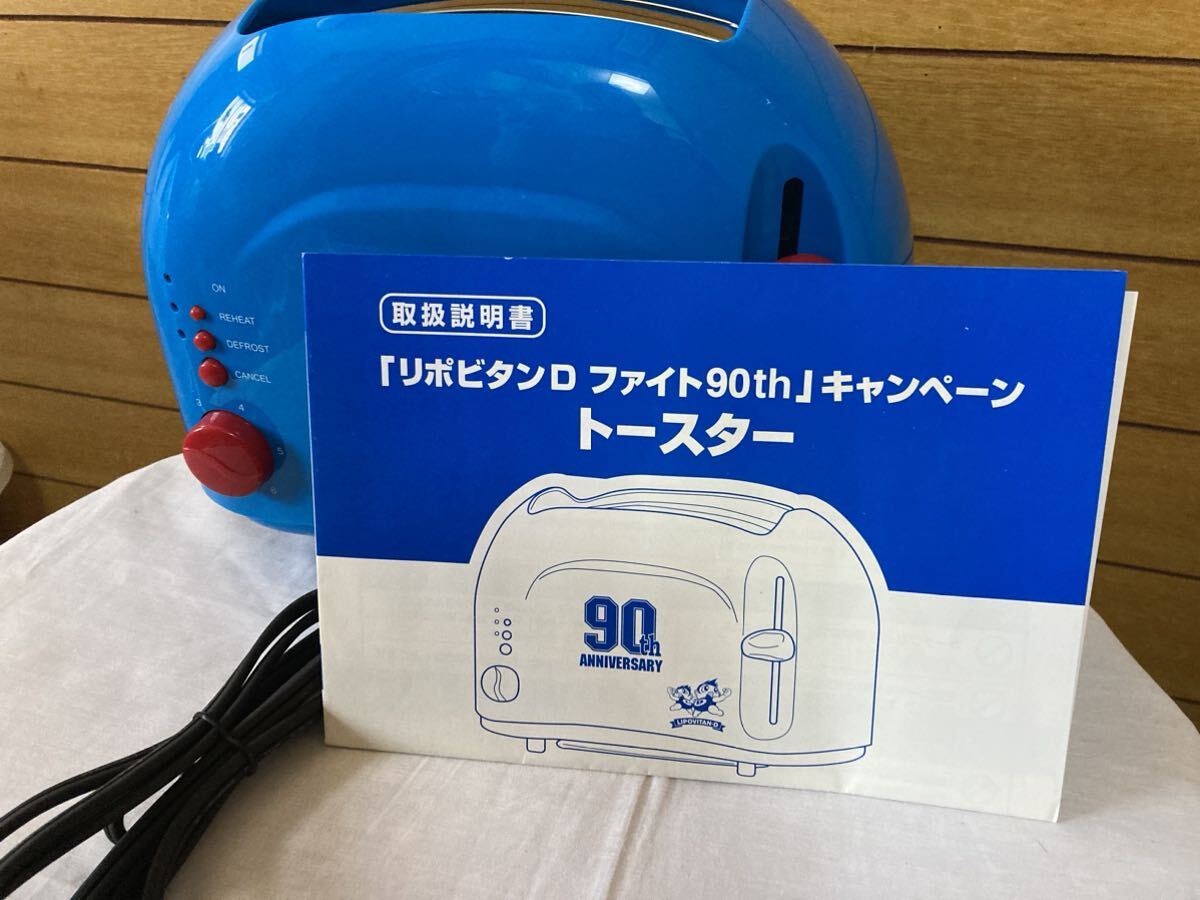 ON
REHEAT
DEFROST
CANCEL
3 4
5
6
取扱説明書
「リポビタンD ファイト90th」キャンペーン
トースター
90th
ANNIVERSARY
LIPOVITAN-D